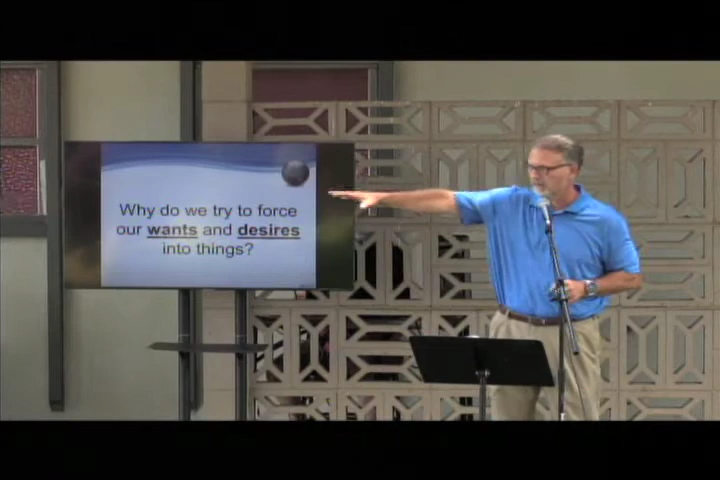 Why do we try to force
our wants and desires
into things?